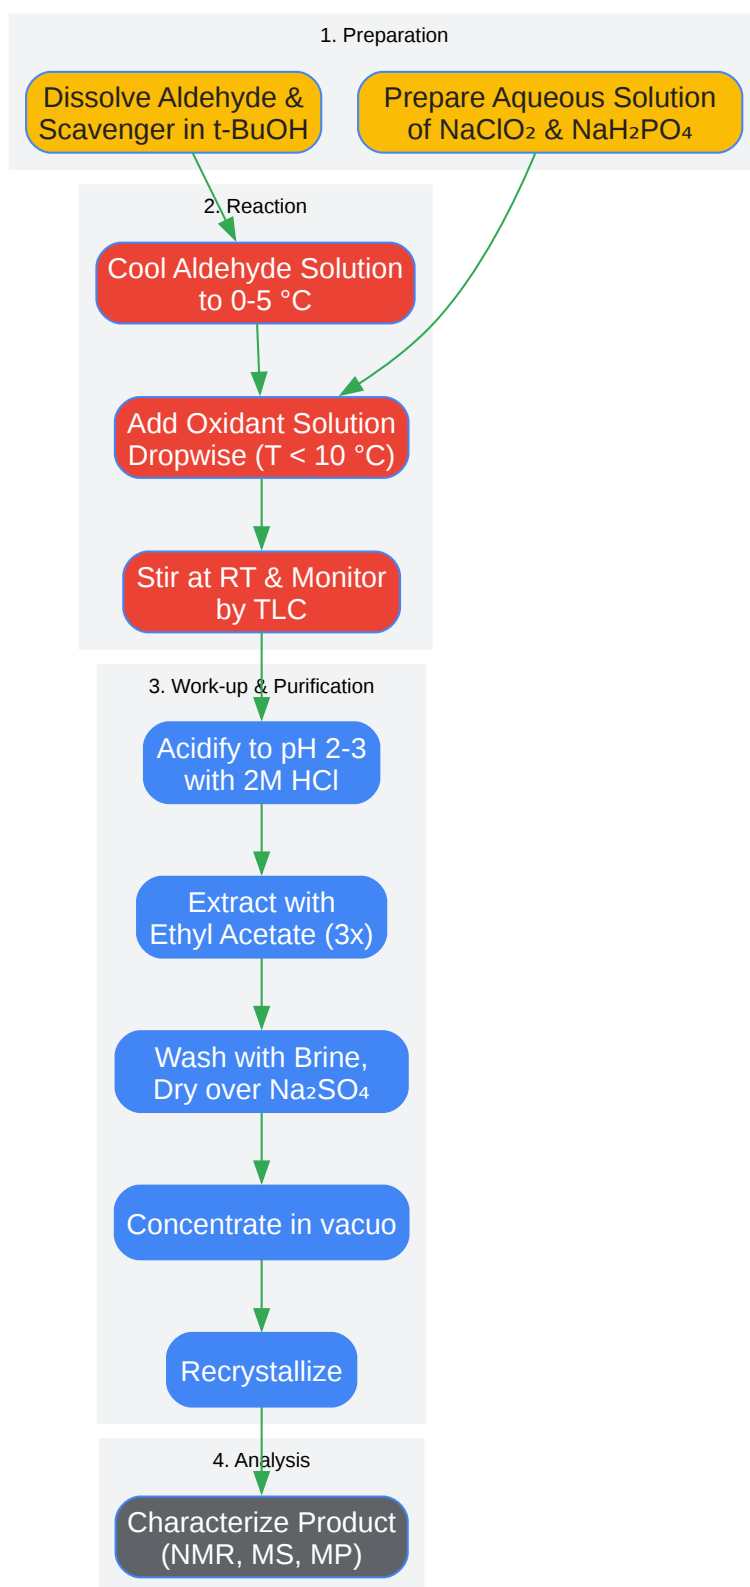 1. Preparation
Dissolve Aldehyde &
Scavenger in t-BuOH
Prepare Aqueous Solution
of NaClO₂ & NaH₂PO₄
2. Reaction
Cool Aldehyde Solution
to 0-5 °C
Add Oxidant Solution
Dropwise (T < 10 °C)
Stir at RT & Monitor
by TLC
3. Work-up & Purification
Acidify to pH 2-3
with 2M HCl
Extract with
Ethyl Acetate (3x)
Wash with Brine,
Dry over Na₂SO₄
Concentrate in vacuo
Recrystallize
4. Analysis
Characterize Product
(NMR, MS, MP)